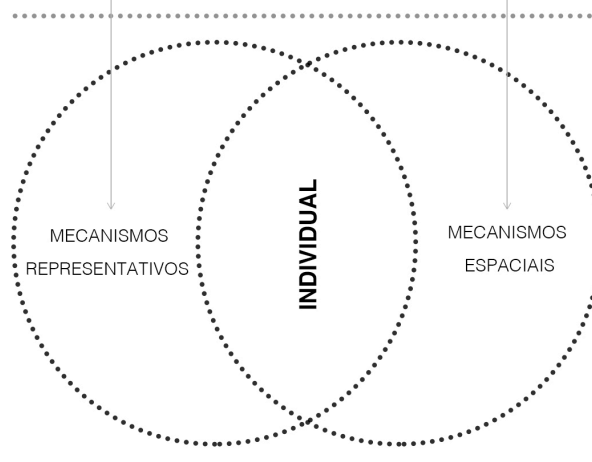 MECANISMOS
REPRESENTATIVOS
INDIVIDUAL
MECANISMOS
ESPACIAIS